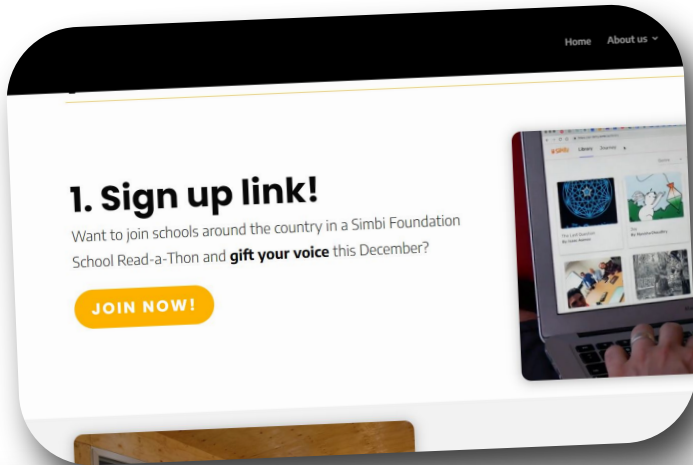 Home About us
1. Sign up link!
Want to join schools around the country in a Simbi Foundation
School Read-a-Thon and gift your voice this December?
JOIN NOW!
Library